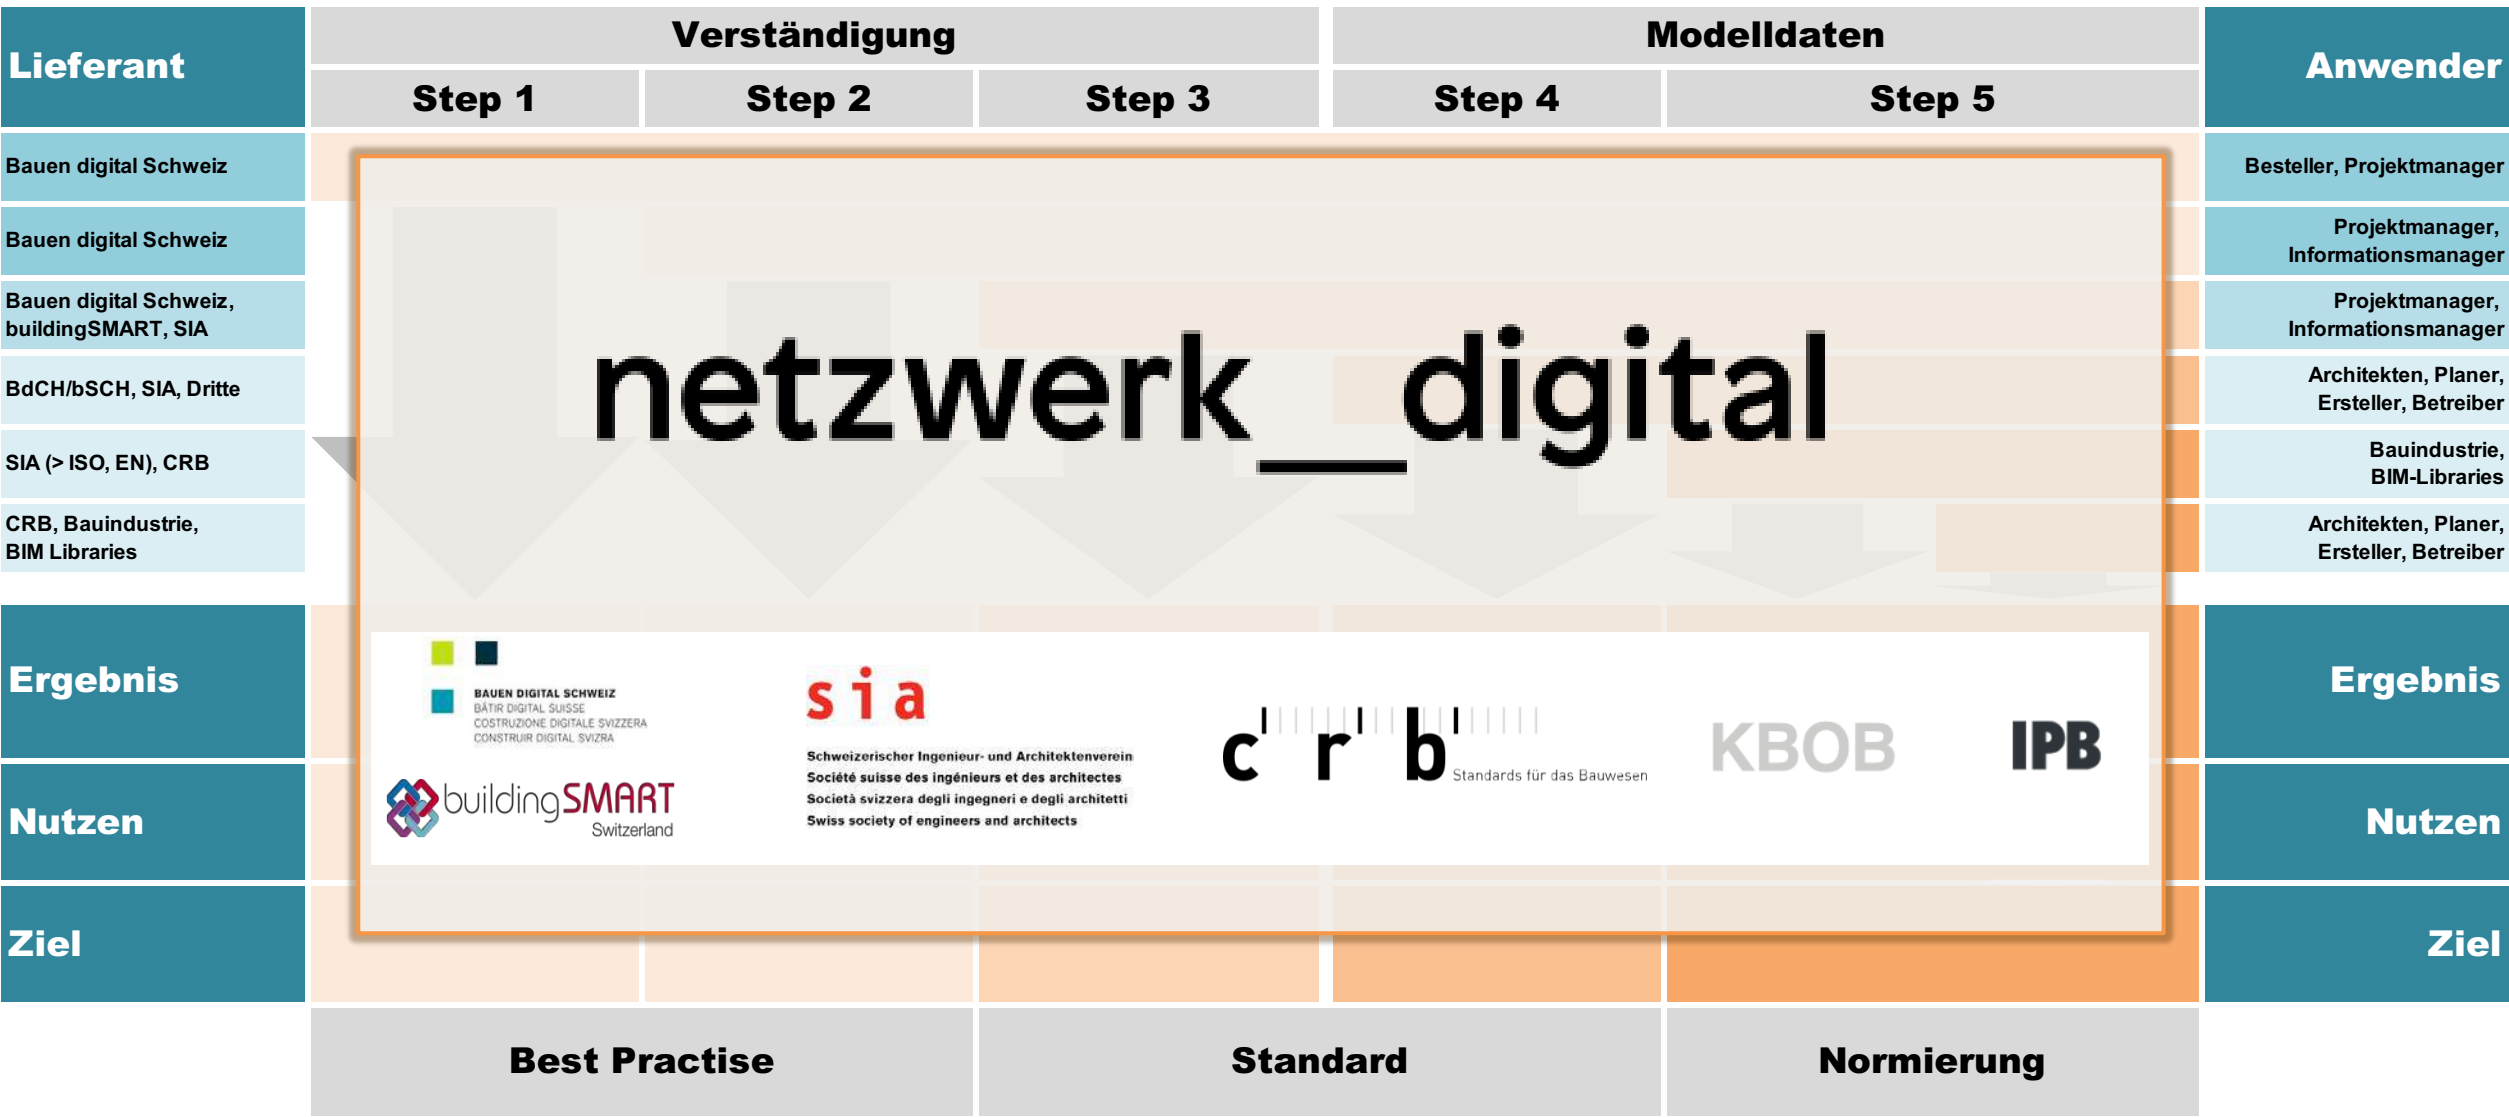 Lieferant
Verständigung
Modelldaten
Anwender
Step 1
Step 2
Step 3
Step 4
Step 5
Bauen digital Schweiz
Besteller, Projektmanager
Bauen digital Schweiz
Projektmanager,
Informationsmanager
Bauen digital Schweiz,
buildingSMART, SIA
Projektmanager,
Informationsmanager
BdCH/bSCH, SIA, Dritte
Architekten, Planer,
Ersteller, Betreiber
SIA (> ISO, EN), CRB
Bauindustrie,
BIM-Libraries
CRB, Bauindustrie,
BIM Libraries
Architekten, Planer,
Ersteller, Betreiber
netzwerk__digital
Ergebnis
BAUEN DIGITAL SCHWEIZ
BÂTIR DIGITAL SUISSE
COSTRUZIONE DIGITALE SVIZZERA
CONSTRUIR DIGITAL SVIZRA
buildingSMART
Switzerland
sia
Schweizerischer Ingenieur- und Architektenverein
Société suisse des ingénieurs et des architectes
Società svizzera degli ingegneri e degli architetti
Swiss society of engineers and architects
crb
Standards für das Bauwesen
KBOB
IPB
Ergebnis
Nutzen
Nutzen
Ziel
Ziel
Best Practise
Standard
Normierung